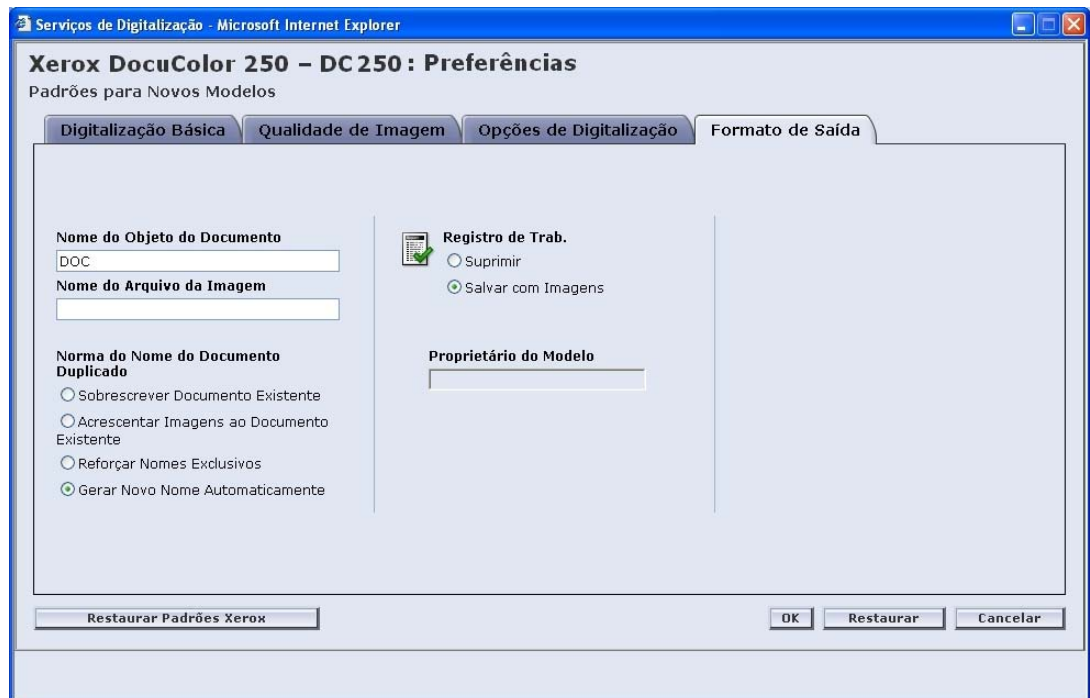 Serviços de Digitalização - Microsoft Internet Explorer
Xerox DocuColor 250 – DC250 : Preferências
Padrões para Novos Modelos
Digitalização Básica
Qualidade de Imagem
Opções de Digitalização
Formato de Saída
Nome do Objeto do Documento
DOC
Nome do Arquivo da Imagem
Norma do Nome do Documento
Duplicado
Sobrescrever Documento Existente
Acrescentar Imagens ao Documento
Existente
Reforçar Nomes Exclusivos
Gerar Novo Nome Automaticamente
Registro de Trab.
Suprimir
Salvar com Imagens
Proprietário do Modelo
Restaurar Padrões Xerox
OK
Restaurar
Cancelar